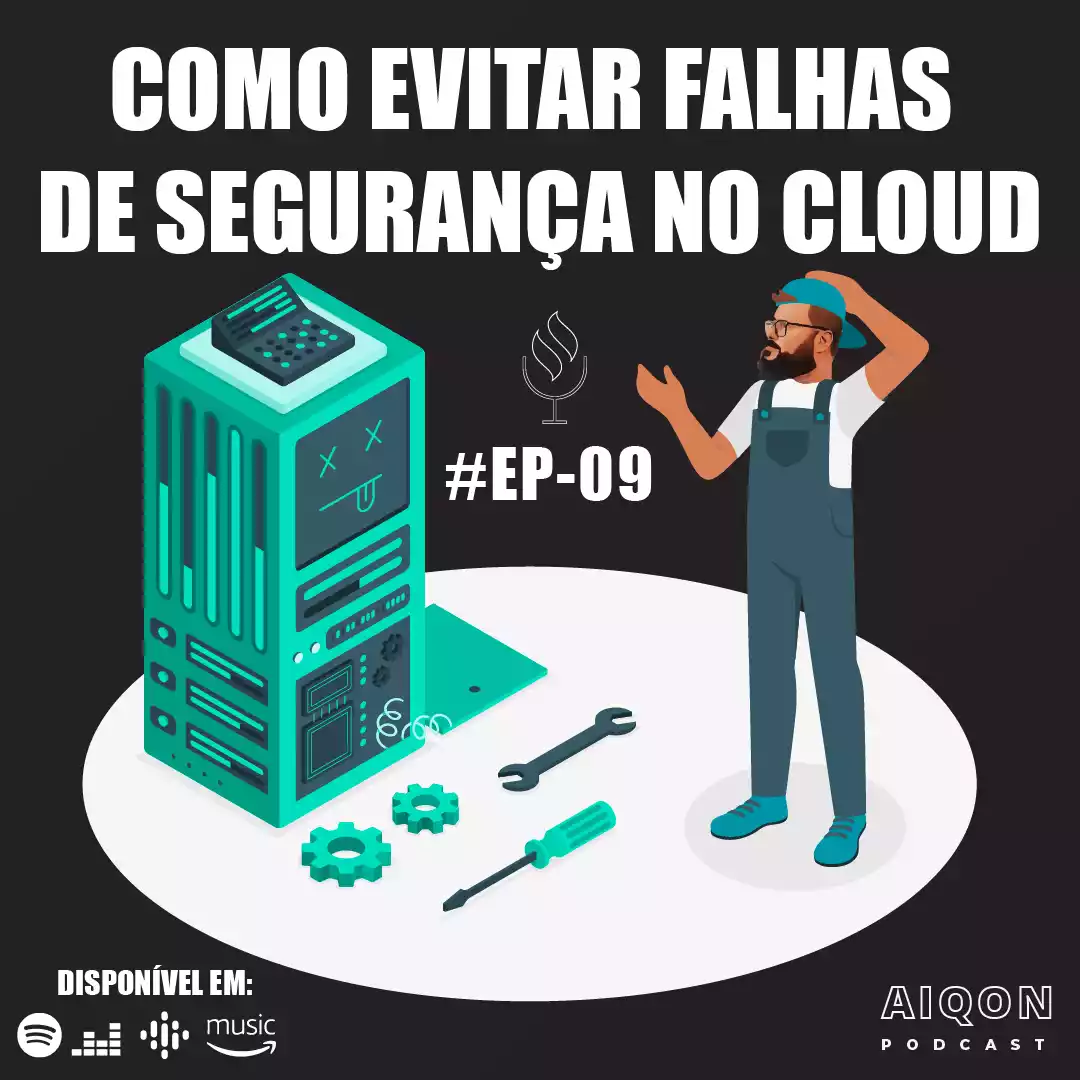 COMO EVITAR FALHAS
DE SEGURANÇA NO CLOUD
#EP-09
DISPONÍVEL EM:
music
AIQON
PODCAST